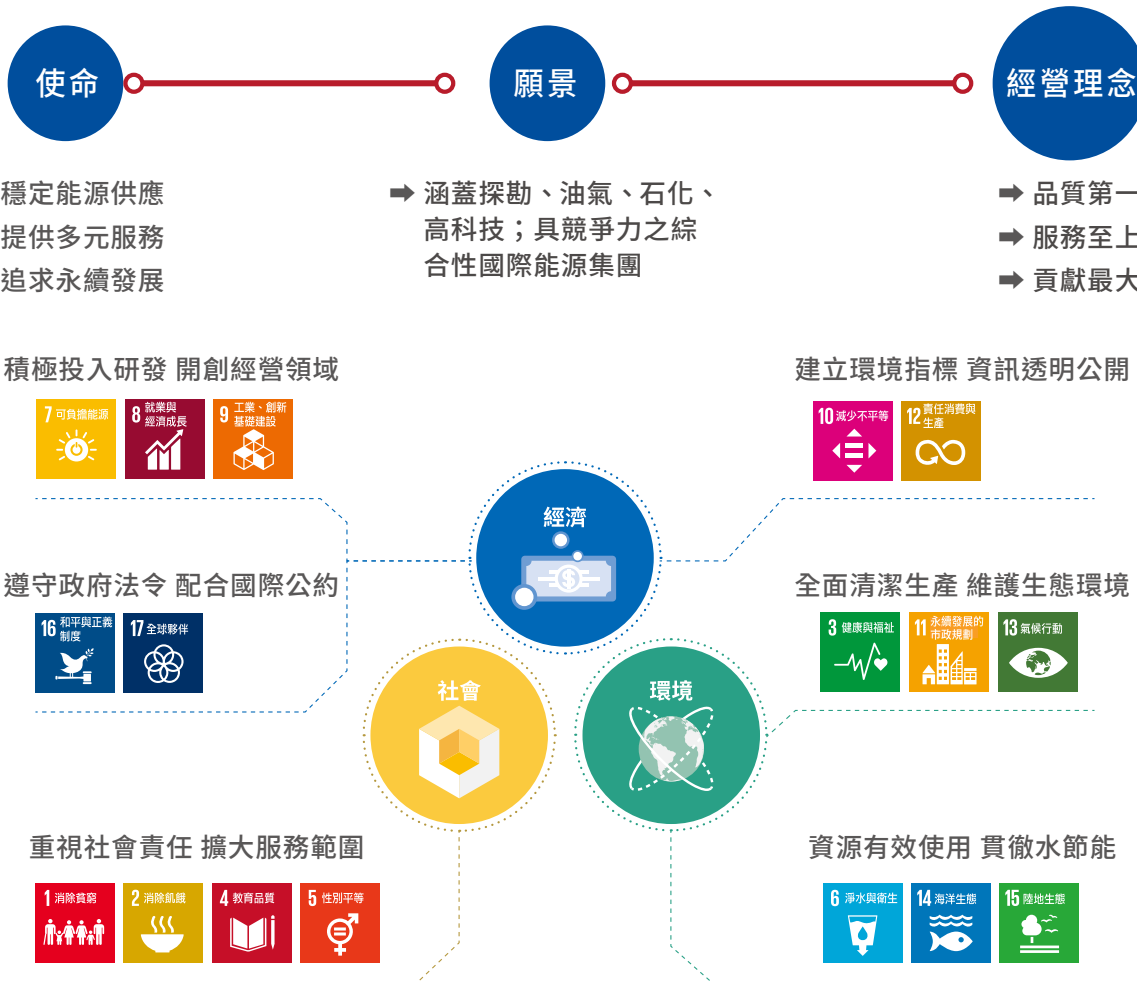 使命
願景
經營理念
穩定能源供應
提供多元服務
追求永續發展
➡ 涵蓋探勘、油氣、石化、
高科技；具競爭力之綜
合性國際能源集團
➡ 品質第一
➡ 服務至上
➡ 貢獻最大
積極投入研發 開創經營領域
7 可負擔能源
8 就業與
經濟成長
9 工業、創新
基礎建設
建立環境指標 資訊透明公開
10 減少不平等
12 責任消費與
生產
經濟
$
遵守政府法令 配合國際公約
16 和平與正義
制度
17 全球夥伴
全面清潔生產 維護生態環境
3 健康與福祉
11 永續發展的
市政規劃
13 氣候行動
社會
環境
重視社會責任 擴大服務範圍
1 消除貧窮
2 消除飢餓
4 教育品質
5 性別平等
資源有效使用 貫徹水節能
6 淨水與衛生
14 海洋生態
15 陸地生態